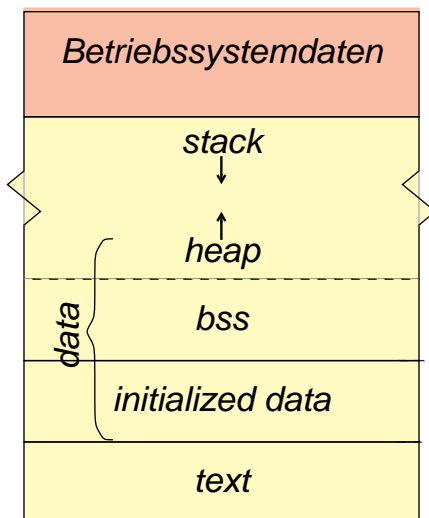 Betriebssystemdaten
stack
heap
data
bss
initialized data
text